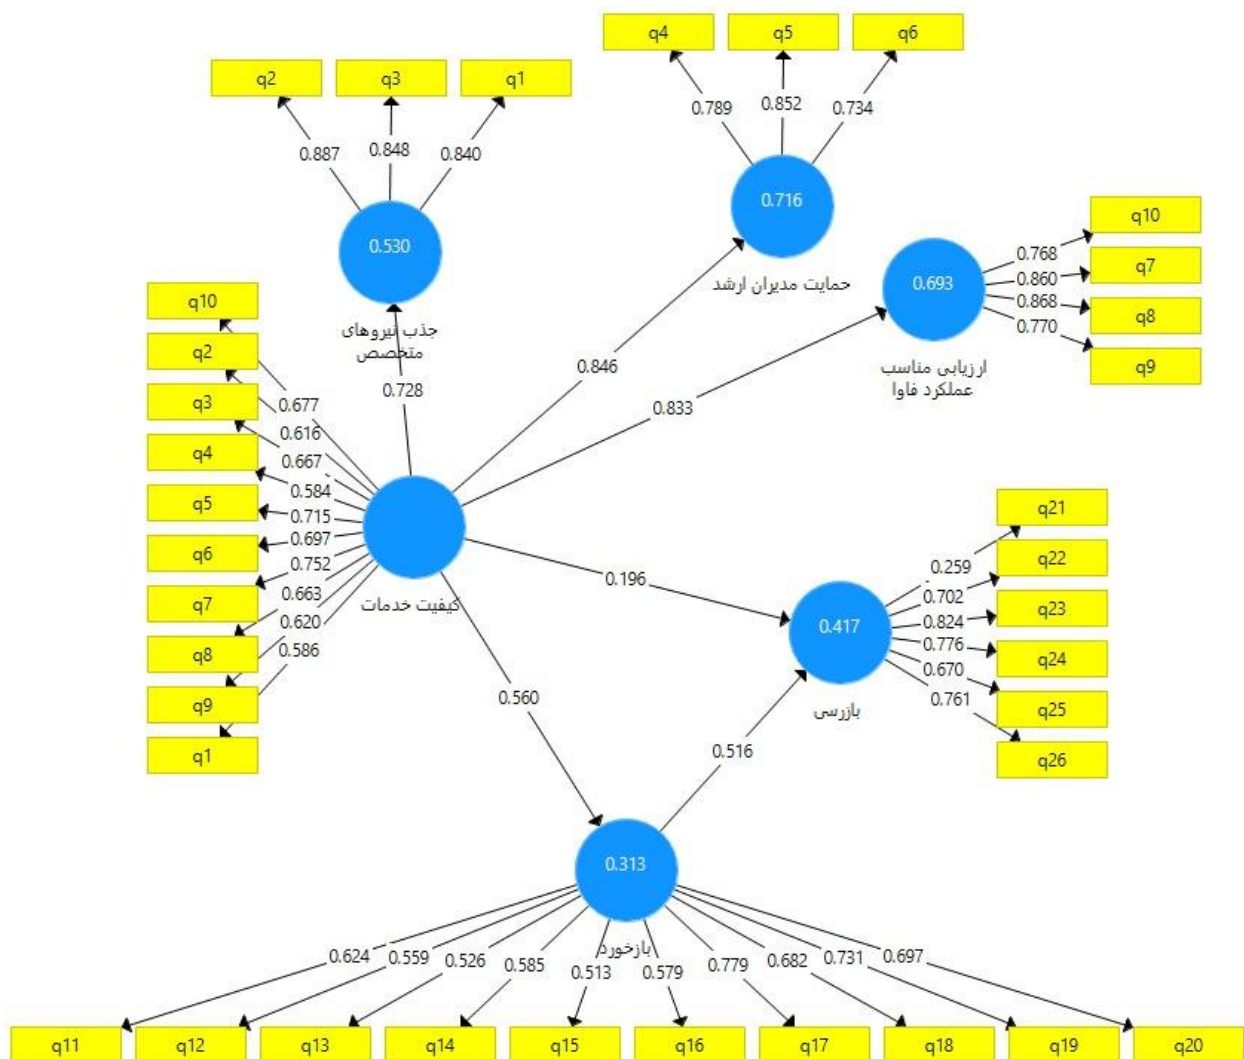 q4
q5
q6
q2
q3
q1
0.789
0.852
0.734
0.887
0.848
0.840
0.716
حمایت مدیران ارشد
0.530
جذب نیروهای
متخصص
0.693
ارزیابی مناسب
عملکرد فاوا
q10
q7
q8
q9
0.768
0.860
0.868
0.770
0.728
0.846
0.833
q10
q2
q3
q4
q5
q6
q7
q8
q9
q1
0.677
0.616
0.667
0.584
0.715
0.697
0.752
0.663
0.620
0.586
کیفیت خدمات
0.196
0.560
0.516
0.417
بازرسی
0.259
0.702
0.824
0.776
0.670
0.761
q21
q22
q23
q24
q25
q26
0.313
بازخورد
0.624
0.559
0.526
0.585
0.513
0.579
0.779
0.682
0.731
0.697
q11
q12
q13
q14
q15
q16
q17
q18
q19
q20